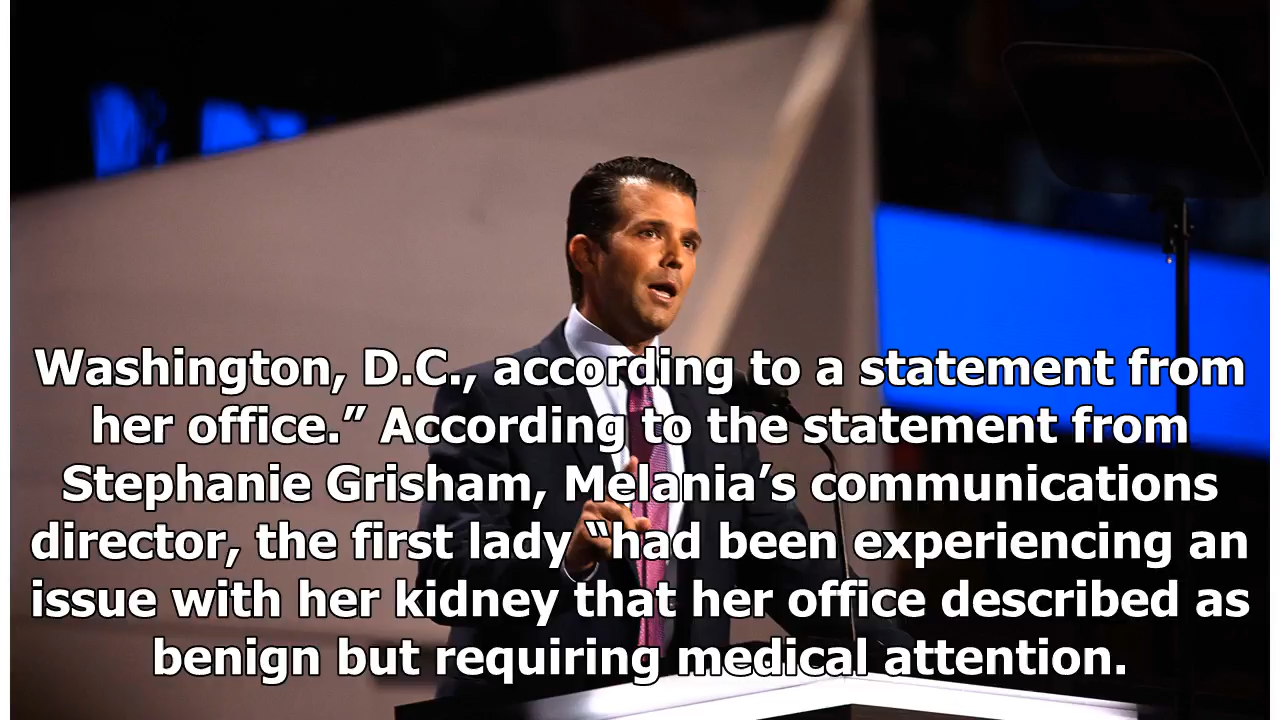 Washington, D.C., according to a statement from
her office.” According to the statement from
Stephanie Grisham, Melania’s communications
director, the first lady “had been experiencing an
issue with her kidney that her office described as
benign but requiring medical attention.